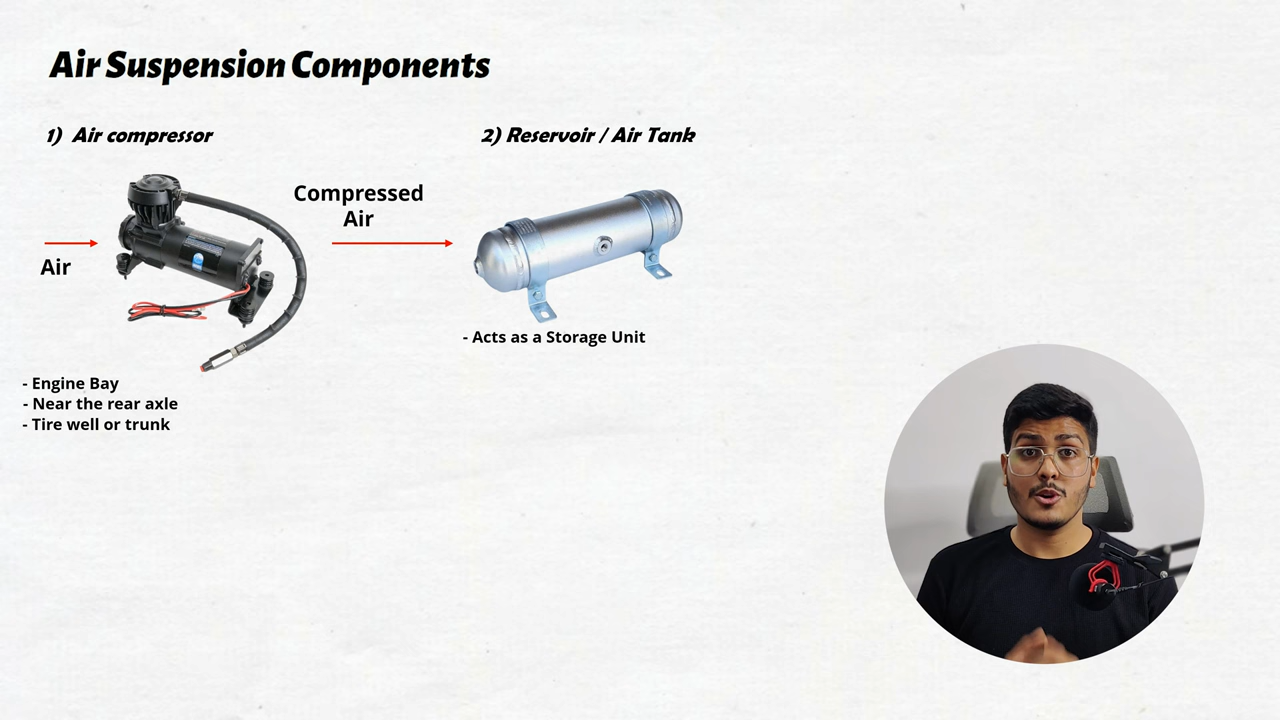 Air Suspension Components
1) Air compressor
2) Reservoir / Air Tank
Compressed
Air
Air
- Acts as a Storage Unit
- Engine Bay
- Near the rear axle
- Tire well or trunk